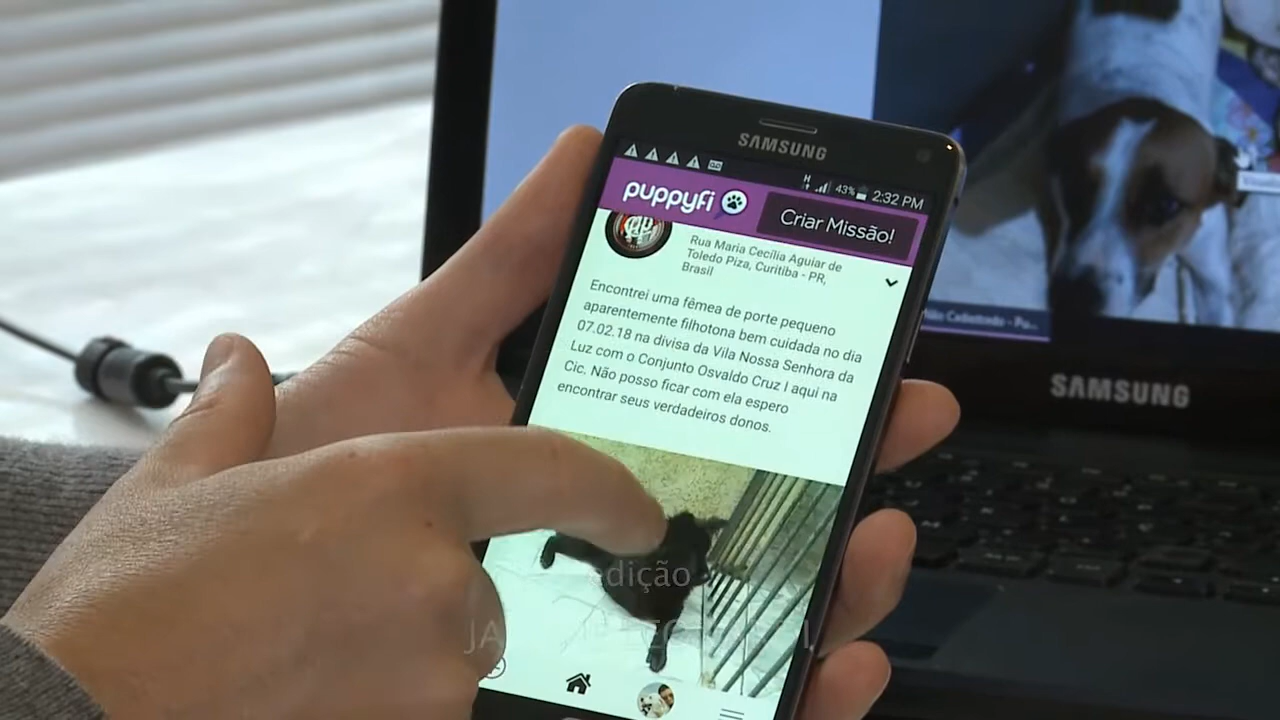 SAMSUNG
H 43% 2:32 PM
puppyfi
Criar Missão!
Rua Maria Cecília Aguiar de
Toledo Piza, Curitiba - PR,
Brasil
Encontrei uma fêmea de porte pequeno
aparentemente filhotona bem cuidada no dia
07.02.18 na divisa da Vila Nossa Senhora da
Luz com o Conjunto Osvaldo Cruz I aqui na
Cic. Não posso ficar com ela espero
encontrar seus verdadeiros donos.
edição
SAMSUNG